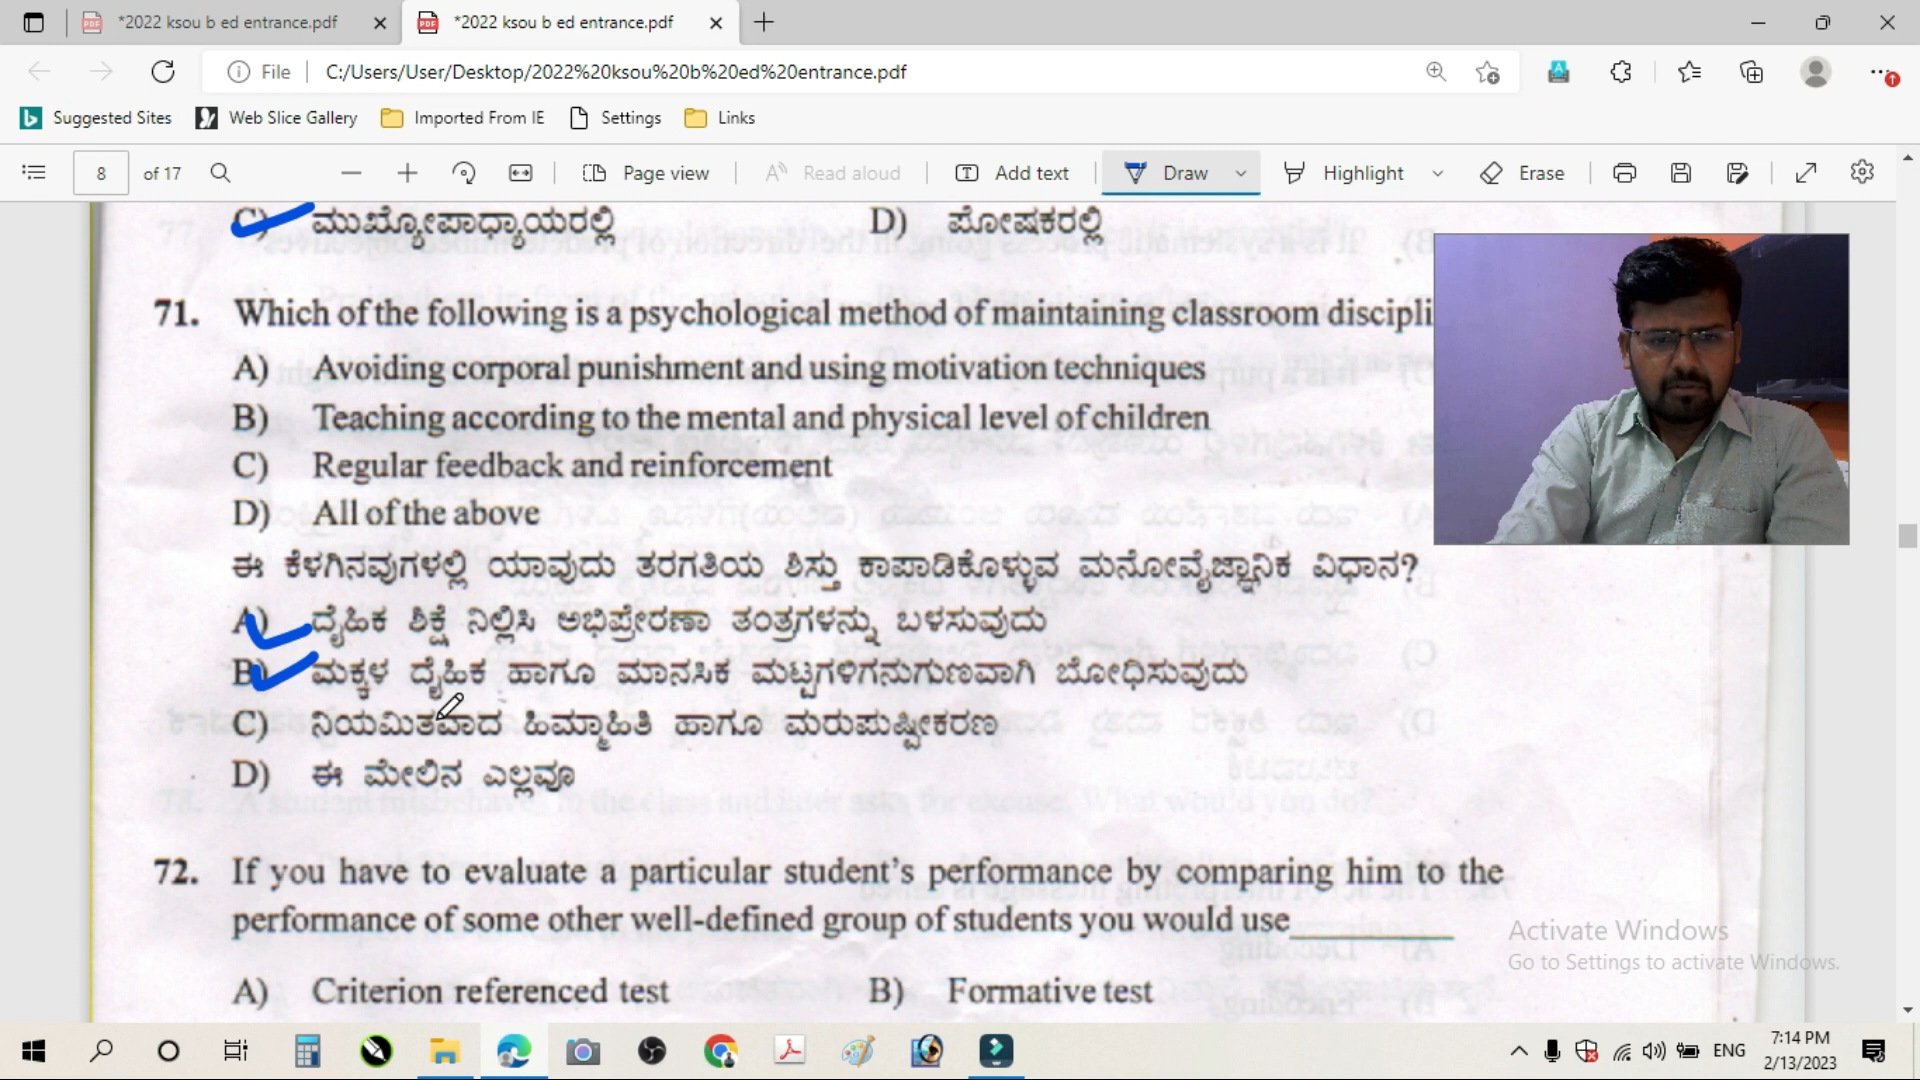 *2022 ksou b ed entrance.pdf
*2022 ksou b ed entrance.pdf
File C:/Users/User/Desktop/2022%20ksou%20b%20ed%20entrance.pdf
Suggested Sites Web Slice Gallery Imported From IE Settings Links
8 of 17 Page view Read aloud Add text Draw Highlight Erase
C) ಮುಖ್ಯೋಪಾಧ್ಯಾಯರಲ್ಲಿ D) ಪೋಷಕರಲ್ಲಿ
71. Which of the following is a psychological method of maintaining classroom discipli
A) Avoiding corporal punishment and using motivation techniques
B) Teaching according to the mental and physical level of children
C) Regular feedback and reinforcement
D) All of the above
ಈ ಕೆಳಗಿನವುಗಳಲ್ಲಿ ಯಾವುದು ತರಗತಿಯ ಶಿಸ್ತು ಕಾಪಾಡಿಕೊಳ್ಳುವ ಮನೋವೈಜ್ಞಾನಿಕ ವಿಧಾನ?
A) ದೈಹಿಕ ಶಿಕ್ಷೆ ನಿಲ್ಲಿಸಿ ಅಭಿಪ್ರೇರಣಾ ತಂತ್ರಗಳನ್ನು ಬಳಸುವುದು
B) ಮಕ್ಕಳ ದೈಹಿಕ ಹಾಗೂ ಮಾನಸಿಕ ಮಟ್ಟಗಳಿಗನುಗುಣವಾಗಿ ಬೋಧಿಸುವುದು
C) ನಿಯಮಿತವಾದ ಹಿಮ್ಮಾಹಿತಿ ಹಾಗೂ ಮರುಪುಷ್ಟೀಕರಣ
D) ಈ ಮೇಲಿನ ಎಲ್ಲವೂ
72. If you have to evaluate a particular student's performance by comparing him to the
performance of some other well-defined group of students you would use
A) Criterion referenced test B) Formative test
Activate Windows
Go to Settings to activate Windows.
ENG
7:14 PM
2/13/2023